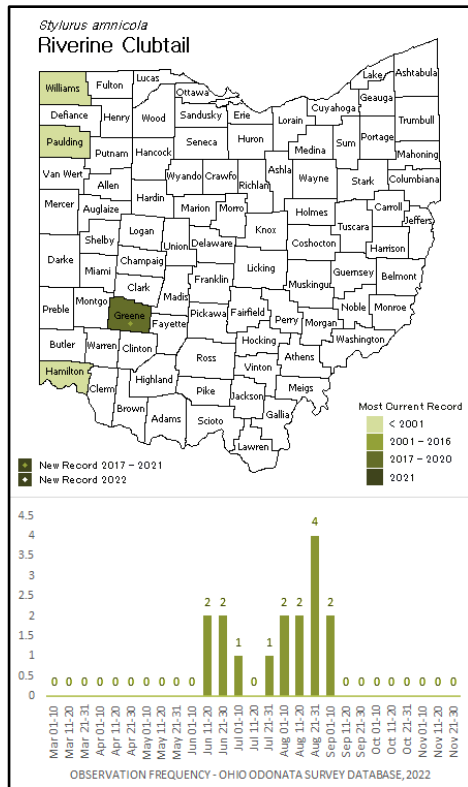 Stylurus amnicola
Riverine Clubtail
Williams
Fulton
Lucas
Ottawa
Lake
Ashtabula
Geauga
Cuyahoga
Defiance
Henry
Wood
Sandusky
Erie
Lorain
Trumbull
Paulding
Putnam
Hancock
Seneca
Huron
Medina
Sum
Portage
Mahoning
Van Wert
Allen
Wyando
Crawfo
Richlan
Ashla
Wayne
Stark
Columbiana
Mercer
Auglaize
Hardin
Marion
Morro
Holmes
Carroll
Jeffers
Tuscara
Harrison
Shelby
Logan
Union
Delaware
Knox
Coshocton
Darke
Miami
Champaig
Licking
Muskingu
Guernsey
Belmont
Clark
Madis
Franklin
Preble
Montgo
Greene
Fayette
Pickawa
Fairfield
Perry
Morgan
Noble
Monroe
Washington
Butler
Warren
Clinton
Ross
Hocking
Athens
Vinton
Hamilton
Clerm
Highland
Pike
Jackson
Meigs
Brown
Adams
Scioto
Gallia
Lawren
Most Current Record
< 2001
2001 - 2016
2017 - 2020
2021
New Record 2017 - 2021
New Record 2022
4.5
4
3.5
3
2.5
2
1.5
1
0.5
0
0 0 0 0 0 0 0 0 0 0 2 2 1 0 1 2 2 4 2 0 0 0 0 0 0 0 0
Mar 01-10
Mar 11-20
Mar 21-31
Apr 01-10
Apr 11-20
Apr 21-30
May 01-10
May 11-20
May 21-31
Jun 01-10
Jun 11-20
Jun 21-30
Jul 01-10
Jul 11-20
Jul 21-31
Aug 01-10
Aug 11-20
Aug 21-31
Sep 01-10
Sep 11-20
Sep 21-30
Oct 01-10
Oct 11-20
Oct 21-31
Nov 01-10
Nov 11-20
Nov 21-30
OBSERVATION FREQUENCY - OHIO ODONATA SURVEY DATABASE, 2022